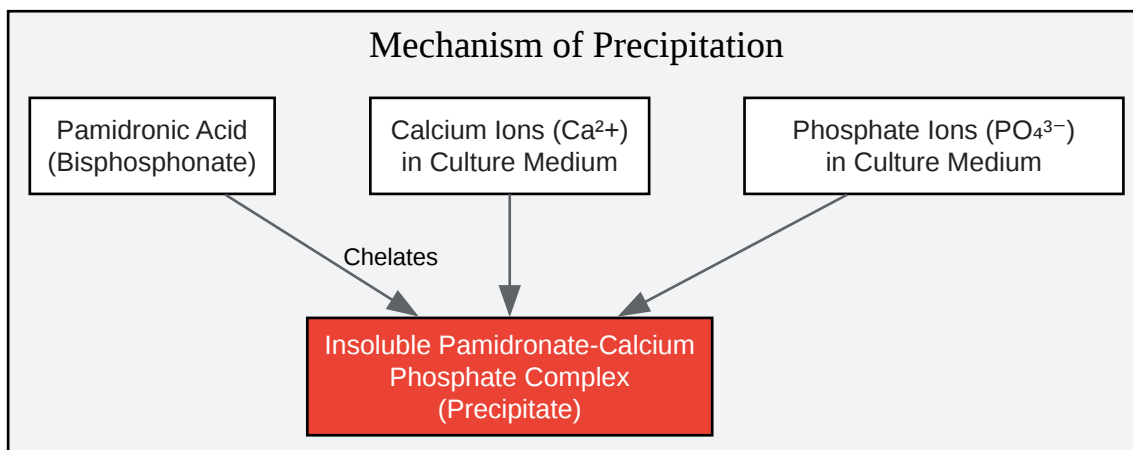 Mechanism of Precipitation
Pamidronic Acid
(Bisphosphonate)
Calcium Ions (Ca²+)
in Culture Medium
Phosphate Ions (PO₄³⁻)
in Culture Medium
Chelates
Insoluble Pamidronate-Calcium
Phosphate Complex
(Precipitate)